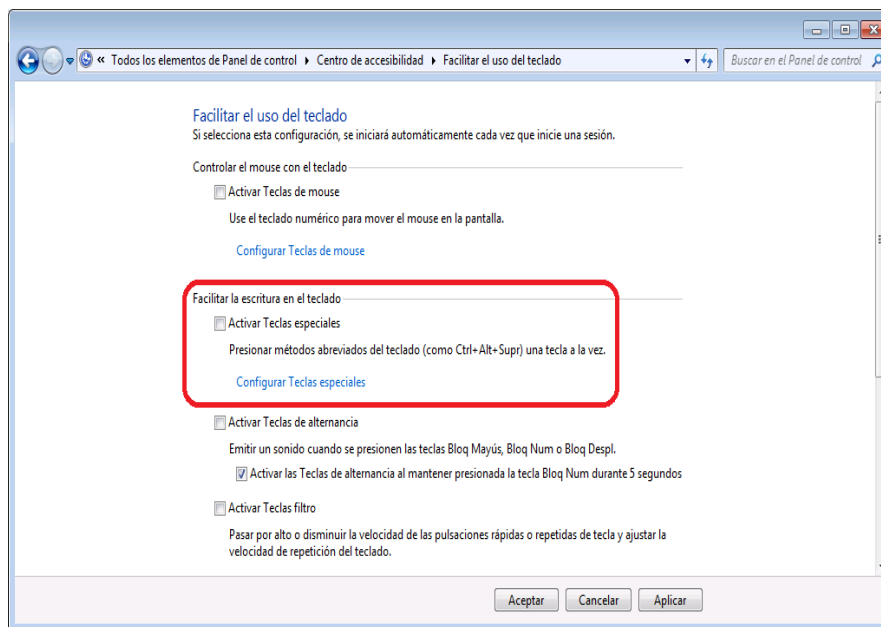 « Todos los elementos de Panel de control ▸ Centro de accesibilidad ▸ Facilitar el uso del teclado
Buscar en el Panel de control
Facilitar el uso del teclado
Si selecciona esta configuración, se iniciará automáticamente cada vez que inicie una sesión.
Controlar el mouse con el teclado
Activar Teclas de mouse
Use el teclado numérico para mover el mouse en la pantalla.
Configurar Teclas de mouse
Facilitar la escritura en el teclado
Activar Teclas especiales
Presionar métodos abreviados del teclado (como Ctrl+Alt+Supr) una tecla a la vez.
Configurar Teclas especiales
Activar Teclas de alternancia
Emitir un sonido cuando se presionen las teclas Bloq Mayús, Bloq Num o Bloq Despl.
Activar las Teclas de alternancia al mantener presionada la tecla Bloq Num durante 5 segundos
Activar Teclas filtro
Pasar por alto o disminuir la velocidad de las pulsaciones rápidas o repetidas de tecla y ajustar la
velocidad de repetición del teclado.
Aceptar
Cancelar
Aplicar